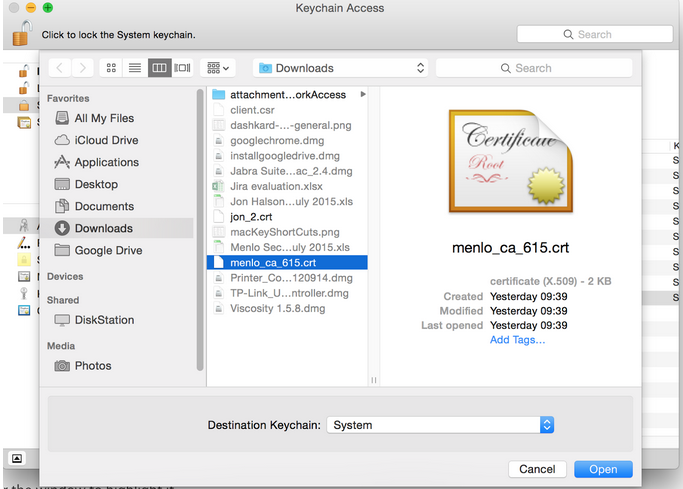 Keychain Access
Click to lock the System keychain.
Search
Downloads
Search
Favorites
All My Files
iCloud Drive
Applications
Desktop
Documents
Downloads
Google Drive
Devices
Shared
DiskStation
Media
Photos
attachment...orkAccess
client.csr
dashkard-...-general.png
googlechrome.dmg
installgoogledrive.dmg
Jabra Suite...ac_2.4.dmg
Jira evaluation.xlsx
Jon Halson...uly 2015.xls
jon_2.crt
macKeyShortCuts.png
Menlo Sec...uly 2015.xls
menlo_ca_615.crt
Printer_Co...120914.dmg
TP-Link_U...ntroller.dmg
Viscosity 1.5.8.dmg
Certificate
Root
menlo_ca_615.crt
certificate (X.509) - 2 KB
Created Yesterday 09:39
Modified Yesterday 09:39
Last opened Yesterday 09:39
Add Tags...
Destination Keychain: System
Cancel
Open